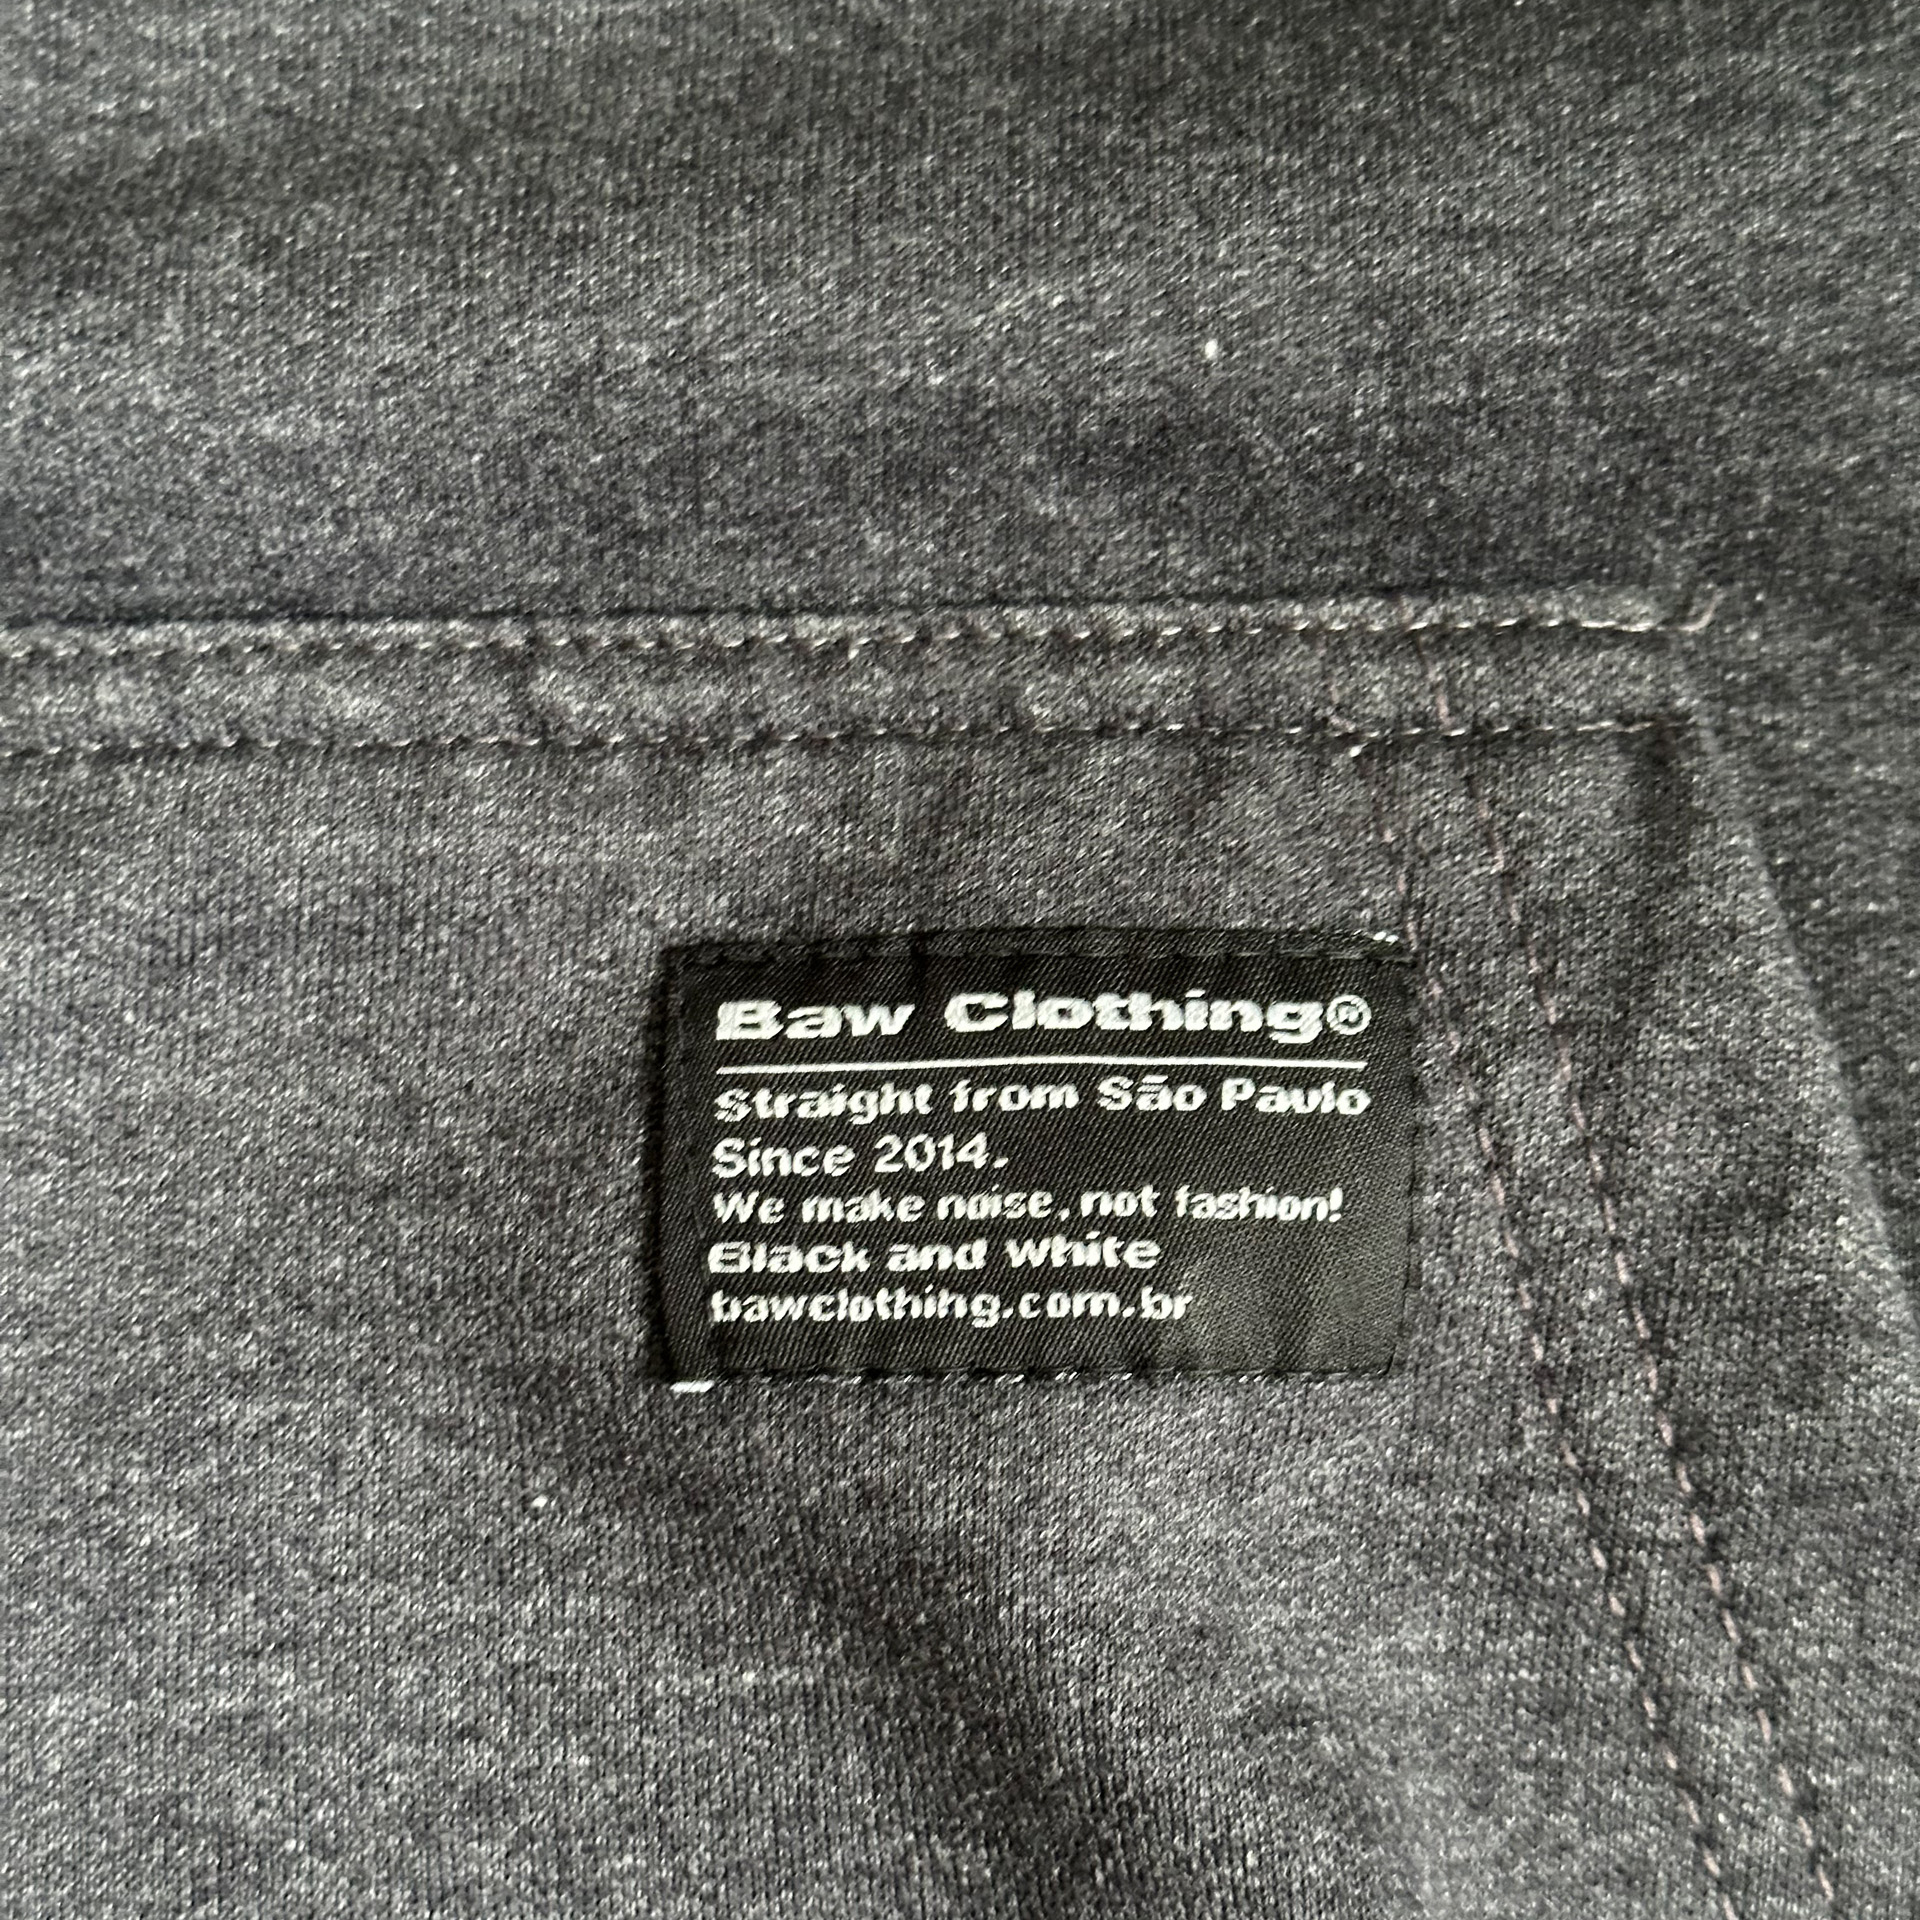 Baw Clothing®
Straight from São Paulo
Since 2014.
We make noise, not fashion!
Black and White
bawclothing.com.br